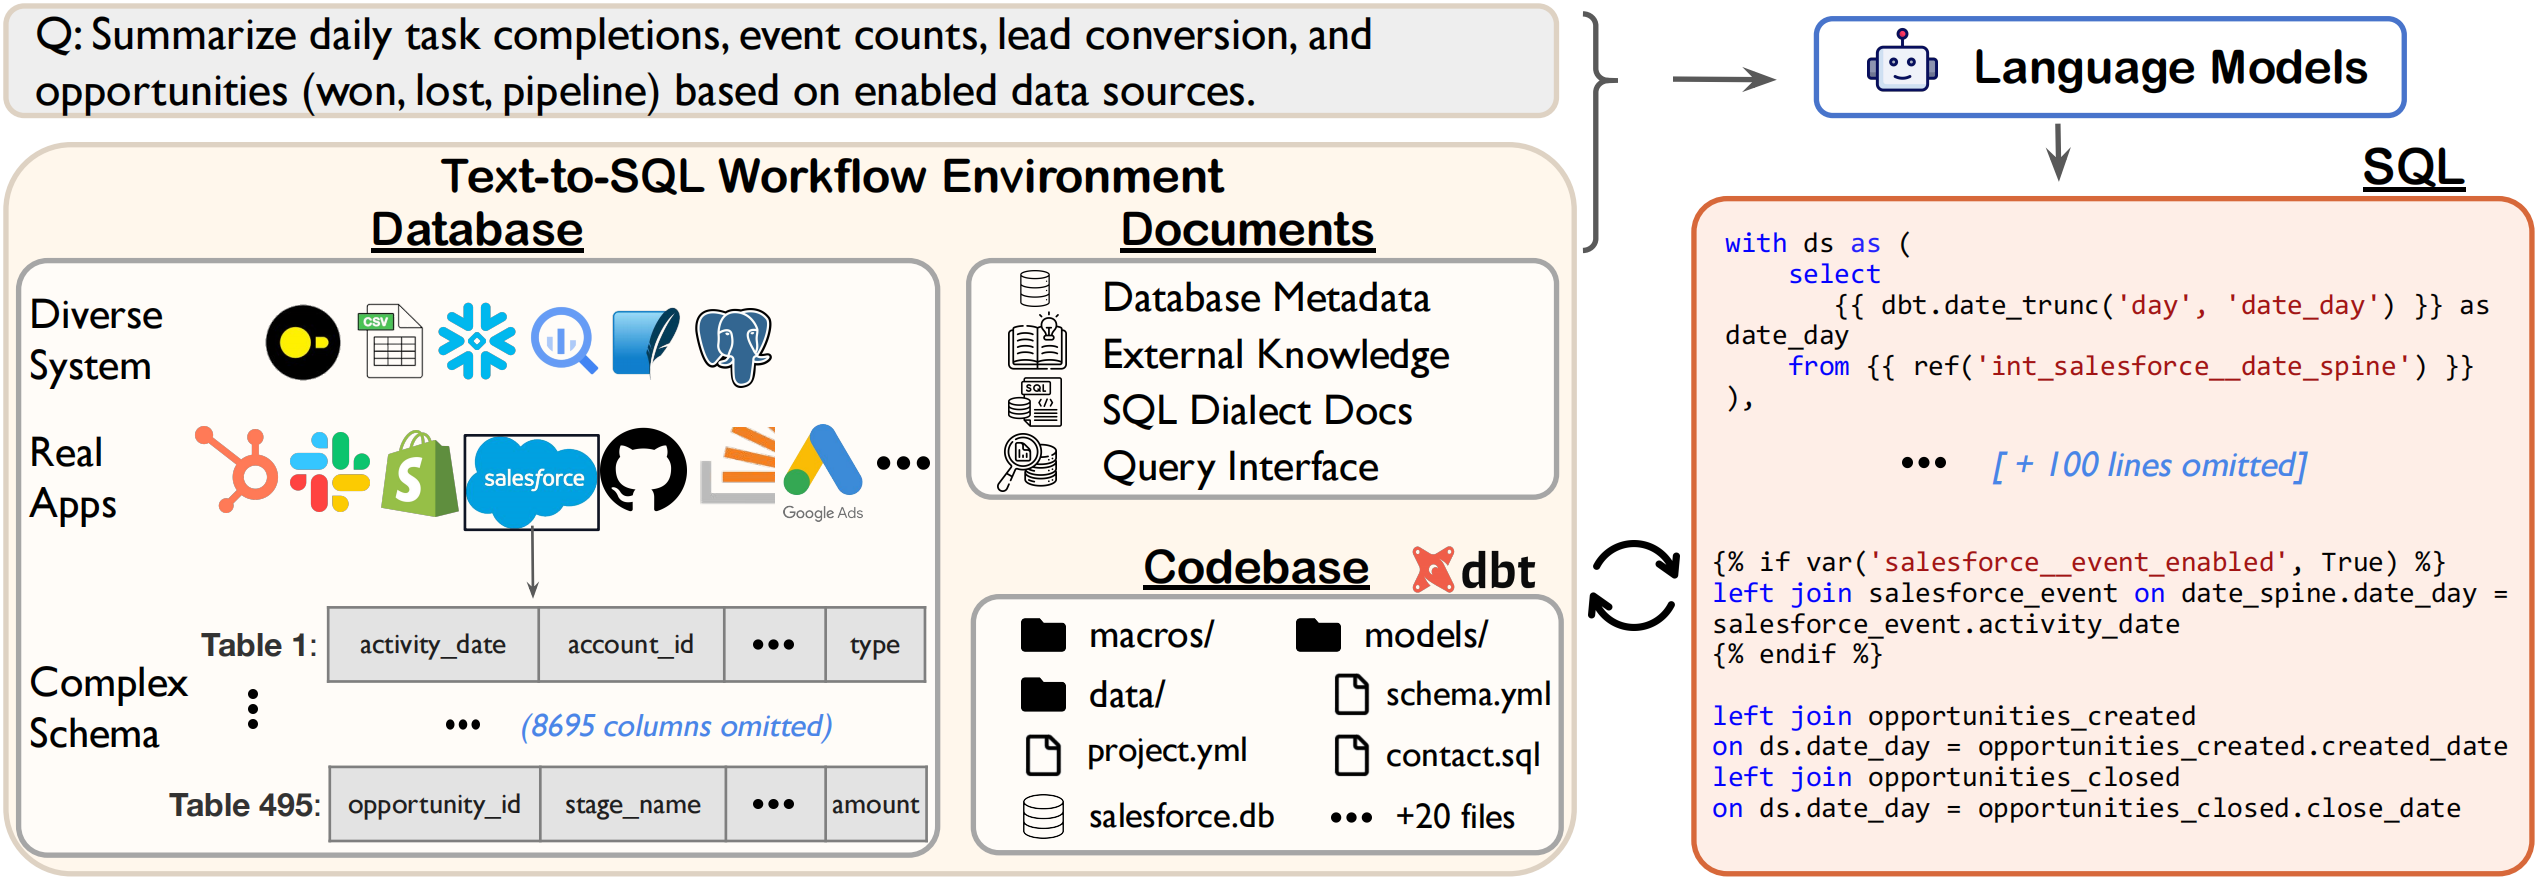 Q: Summarize daily task completions, event counts, lead conversion, and
opportunities (won, lost, pipeline) based on enabled data sources.
Language Models
Text-to-SQL Workflow Environment
Database
Diverse
System
CSV
Real
Apps
S
salesforce
Google Ads
Complex
Schema
Table 1: activity_date account_id ••• type
••• (8695 columns omitted)
Table 495: opportunity_id stage_name ••• amount
Documents
Database Metadata
External Knowledge
SQL
SQL Dialect Docs
Query Interface
Codebase
dbt
macros/ models/
data/ schema.yml
project.yml contact.sql
salesforce.db ••• +20 files
SQL
with ds as (
select
{{ dbt.date_trunc('day', 'date_day') }} as
date_day
from {{ ref('int_salesforce__date_spine') }}
),
••• [ + 100 lines omitted]
{% if var('salesforce__event_enabled', True) %}
left join salesforce_event on date_spine.date_day =
salesforce_event.activity_date
{% endif %}
left join opportunities_created
on ds.date_day = opportunities_created.created_date
left join opportunities_closed
on ds.date_day = opportunities_closed.close_date